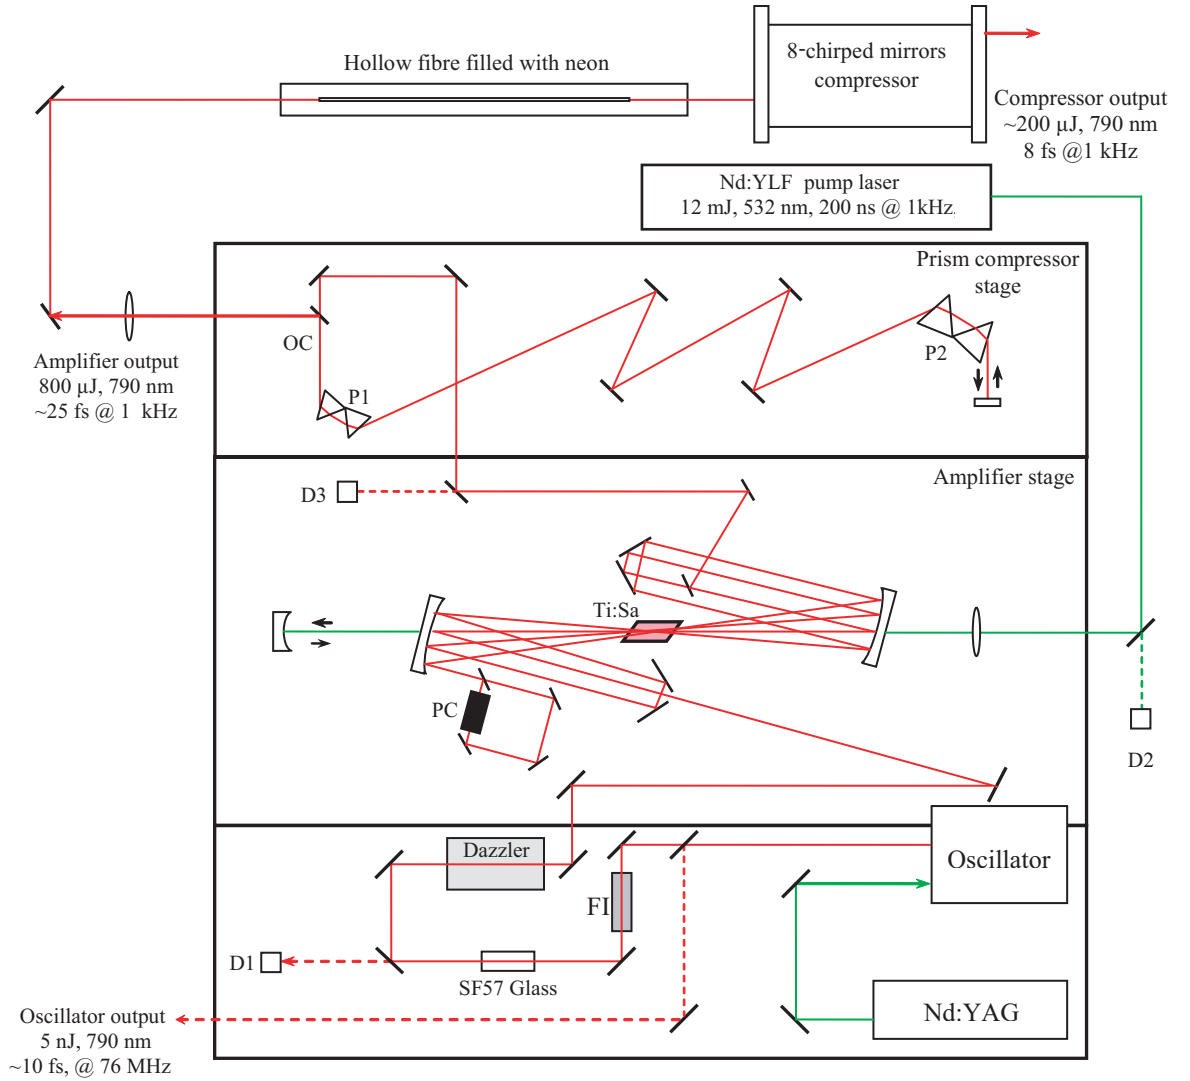 Hollow fibre filled with neon
8-chirped mirrors
compressor
Compressor output
~200 µJ, 790 nm
8 fs @1 kHz
Nd:YLF pump laser
12 mJ, 532 nm, 200 ns @ 1kHz
Prism compressor
stage
OC
P1
P2
Amplifier output
800 µJ, 790 nm
~25 fs @ 1 kHz
Amplifier stage
D3
Ti:Sa
PC
D2
Dazzler
Oscillator
FI
D1
SF57 Glass
Nd:YAG
Oscillator output
5 nJ, 790 nm
~10 fs, @ 76 MHz